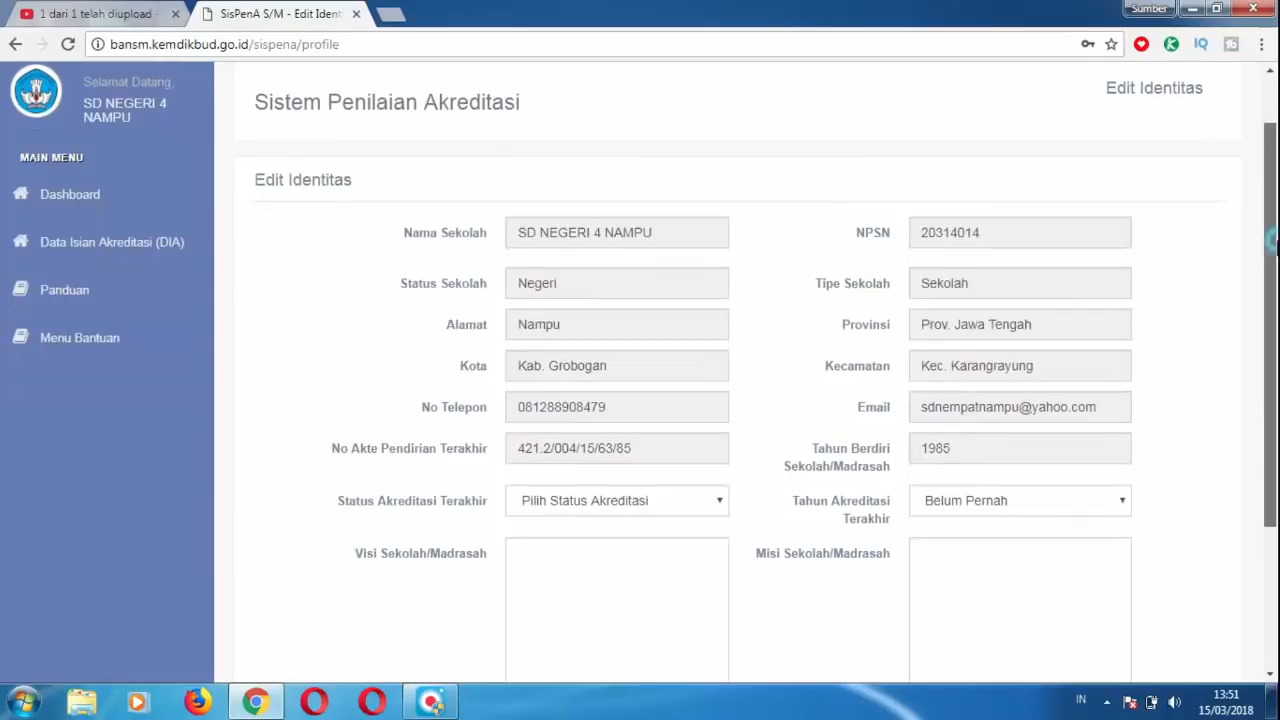 1 dari 1 telah diupload -
SisPenA S/M - Edit Ident
Sumber
bansm.kemdikbud.go.id/sispena/profile
IQ
Selamat Datang,
SD NEGERI 4
NAMPU
MAIN MENU
Dashboard
Data Isian Akreditasi (DIA)
Panduan
Menu Bantuan
Sistem Penilaian Akreditasi
Edit Identitas
Edit Identitas
Nama Sekolah SD NEGERI 4 NAMPU NPSN 20314014
Status Sekolah Negeri Tipe Sekolah Sekolah
Alamat Nampu Provinsi Prov. Jawa Tengah
Kota Kab. Grobogan Kecamatan Kec. Karangrayung
No Telepon 081288908479 Email sdnempatnampu@yahoo.com
No Akte Pendirian Terakhir 421.2/004/15/63/85 Tahun Berdiri 1985
Sekolah/Madrasah
Status Akreditasi Terakhir Pilih Status Akreditasi Tahun Akreditasi Belum Pernah
Terakhir
Visi Sekolah/Madrasah Misi Sekolah/Madrasah
IN
13:51
15/03/2018